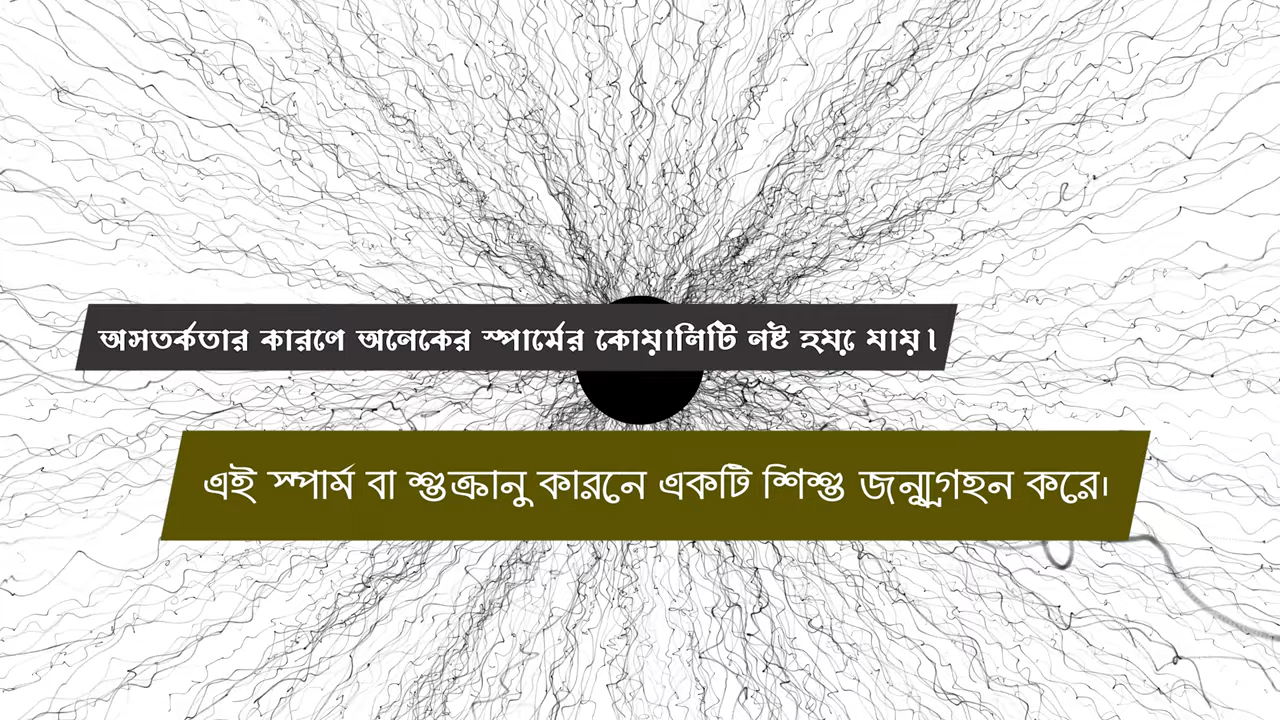 অসতর্কতার কারণে অনেকের স্পার্মের কোয়ালিটি নষ্ট হয়ে যায়।
এই স্পার্ম বা শুক্রানু কারনে একটি শিশু জন্মগ্রহন করে।